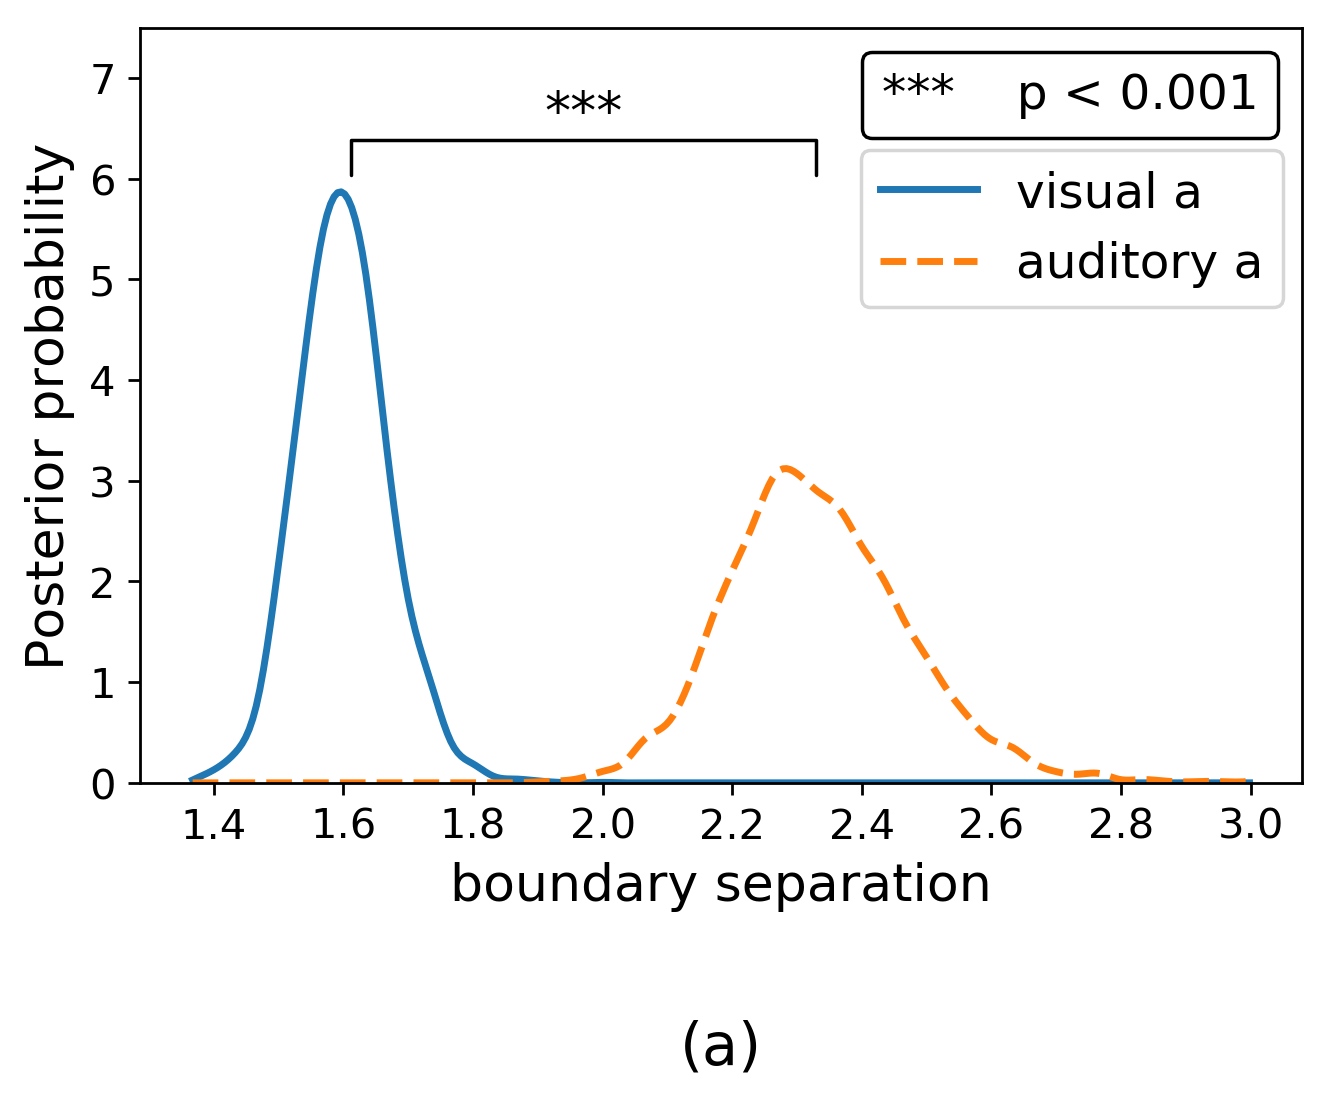 *** p < 0.001
visual a
auditory a
***
Posterior probability
7
6
5
4
3
2
1
0
1.4 1.6 1.8 2.0 2.2 2.4 2.6 2.8 3.0
boundary separation
(a)